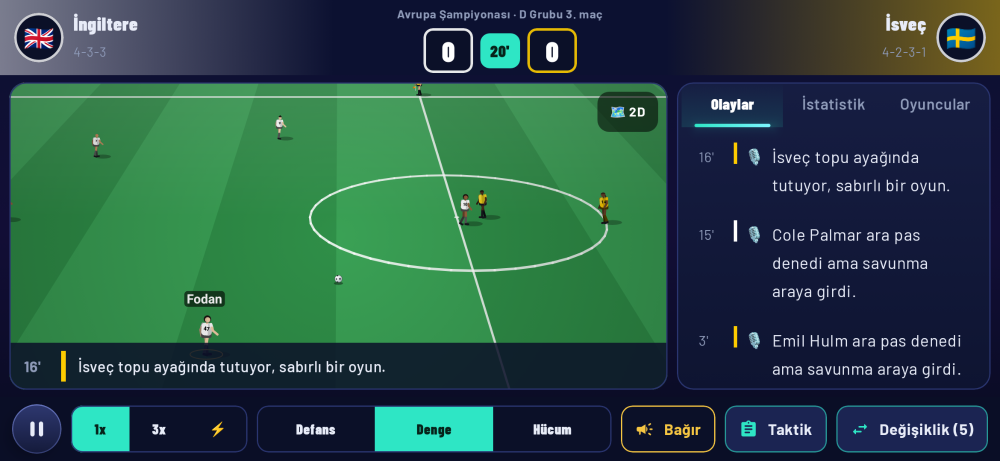 İngiltere
4-3-3
Avrupa Şampiyonası · D Grubu 3. maç
0
20'
0
İsveç
4-2-3-1
2D
Fodan
47
16' İsveç topu ayağında tutuyor, sabırlı bir oyun.
Olaylar
İstatistik
Oyuncular
16' İsveç topu ayağında
tutuyor, sabırlı bir oyun.
15' Cole Palmar ara pas
denedi ama savunma
araya girdi.
3' Emil Hulm ara pas denedi
ama savunma araya girdi.
1x
3x
Defans
Denge
Hücum
Bağır
Taktik
Değişiklik (5)